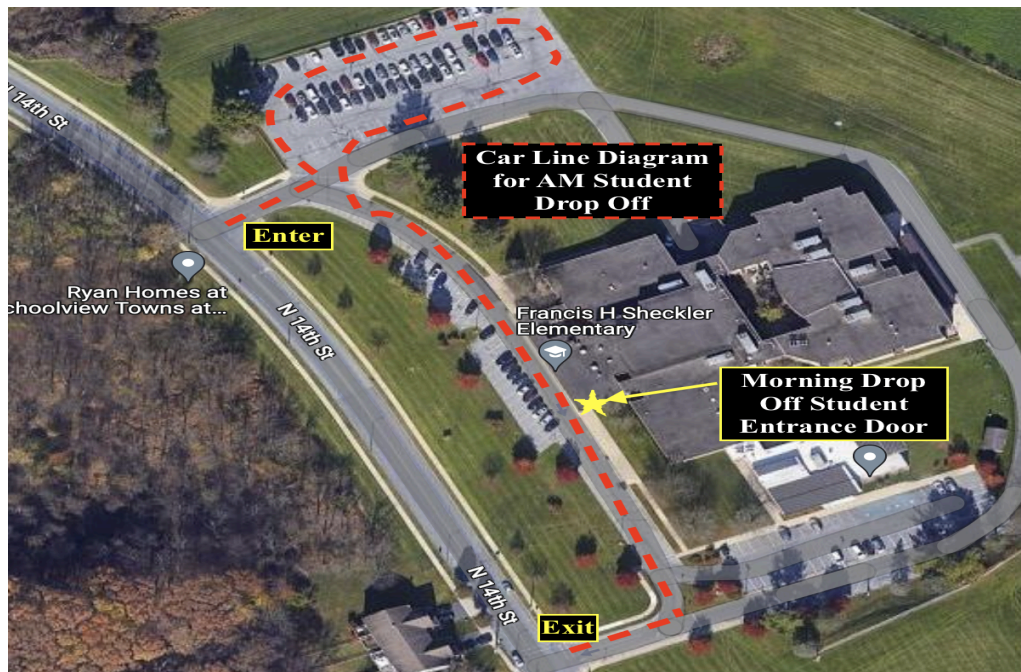 N 14th St
Car Line Diagram
for AM Student
Drop Off
Enter
Ryan Homes at
choolview Towns at...
N 14th St
Francis H Sheckler
Elementary
Morning Drop
Off Student
Entrance Door
N 14th St
Exit